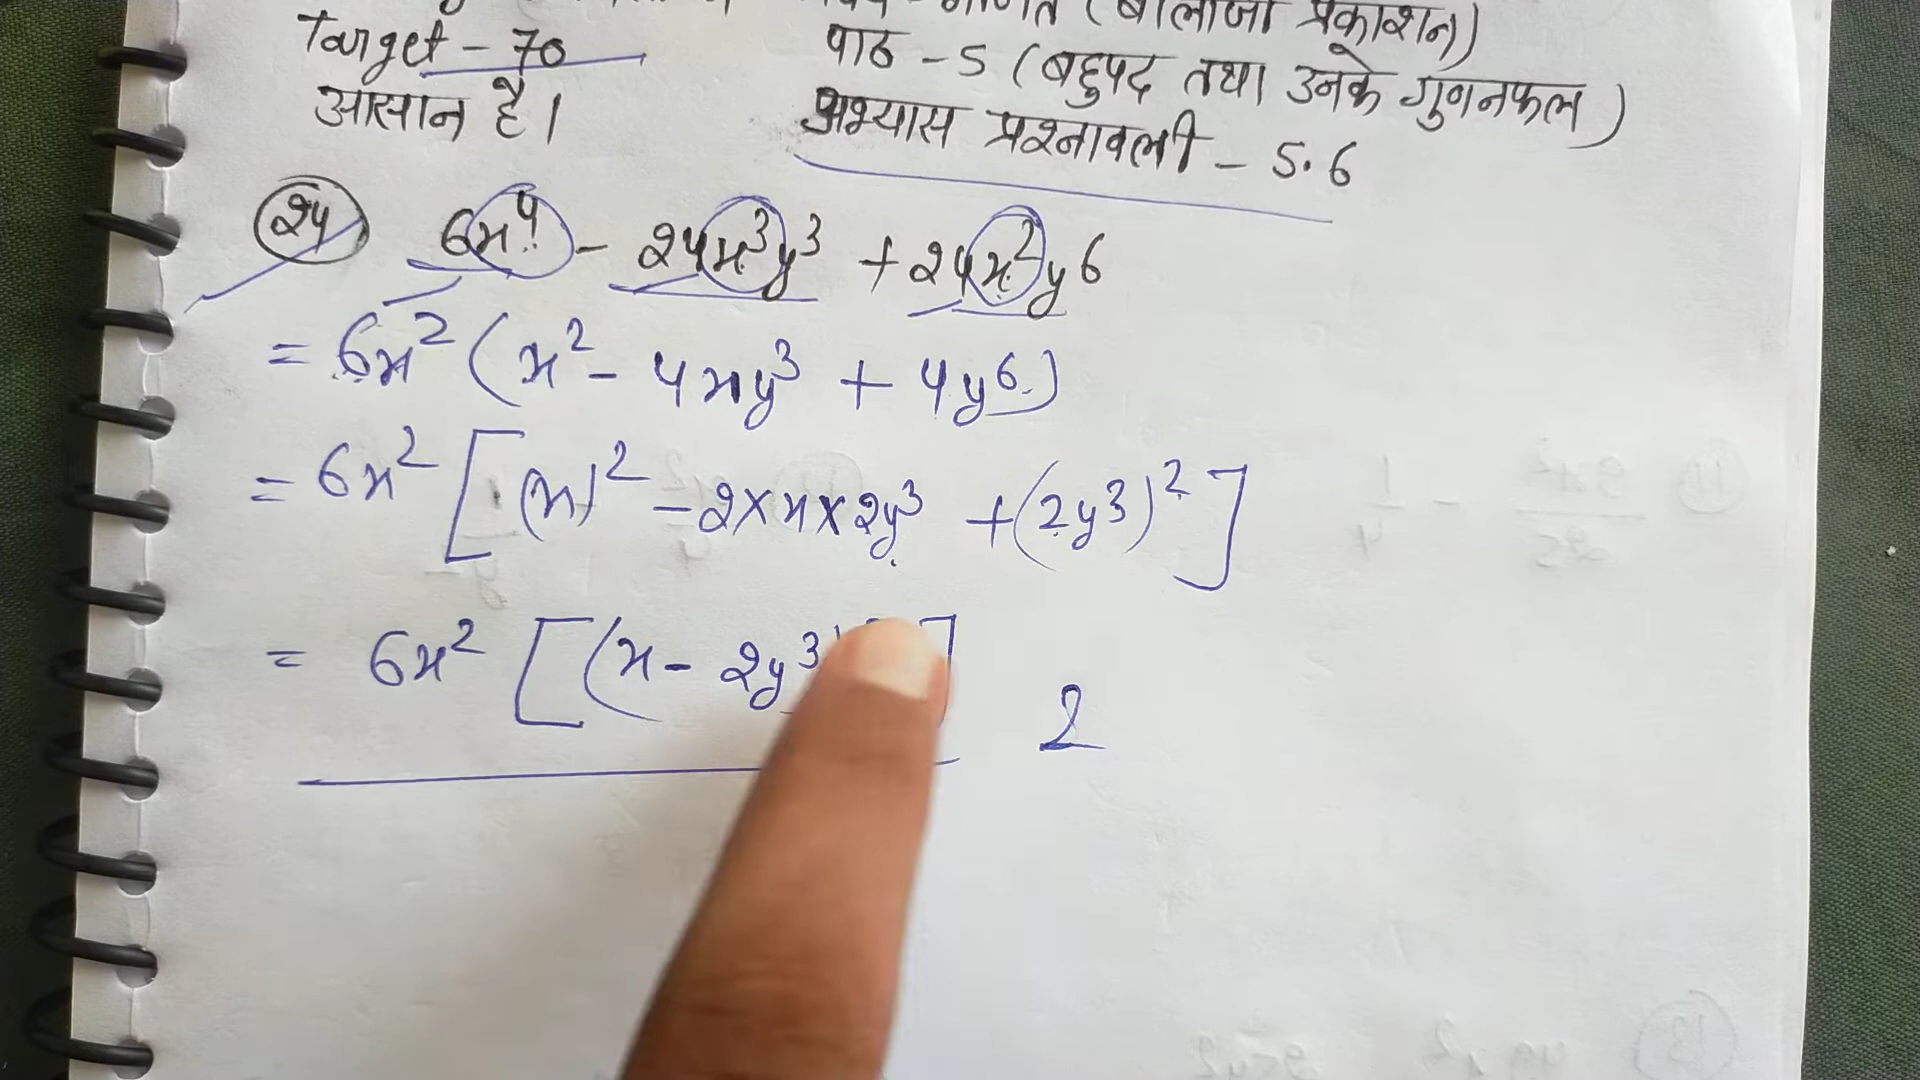 गणित (बालाजी प्रकाशन)
Target - 70
आसान है।
पाठ - 5 (बहुपद तथा उनके गुणनफल)
अभ्यास प्रश्नावली - 5.6
24 6x⁴ - 24x³y³ + 24x²y6
= 6x² (x² - 4xy³ + 4y⁶)
= 6x² [(x)² - 2×x×2y³ + (2y3)²]
= 6x² [(x - 2y³
2